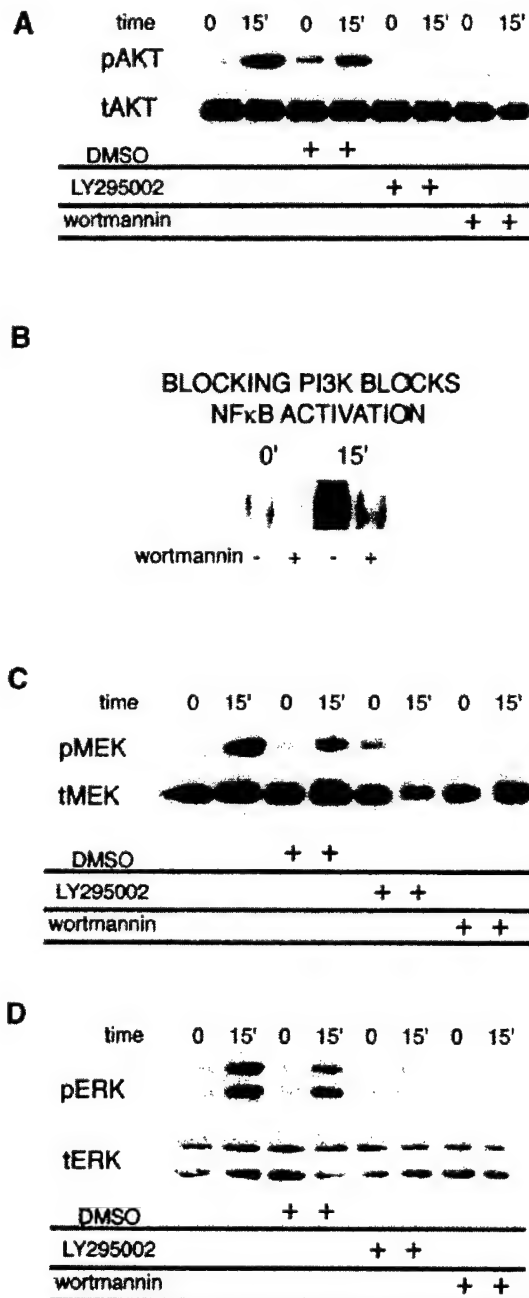 A
time 0 15' 0 15' 0 15' 0 15'
pAKT
tAKT
DMSO + +
LY295002 + +
wortmannin + +
B
BLOCKING PI3K BLOCKS
NFκB ACTIVATION
0' 15'
wortmannin - + - +
C
time 0 15' 0 15' 0 15' 0 15'
pMEK
tMEK
DMSO + +
LY295002 + +
wortmannin + +
D
time 0 15' 0 15' 0 15' 0 15'
pERK
tERK
DMSO + +
LY295002 + +
wortmannin + +